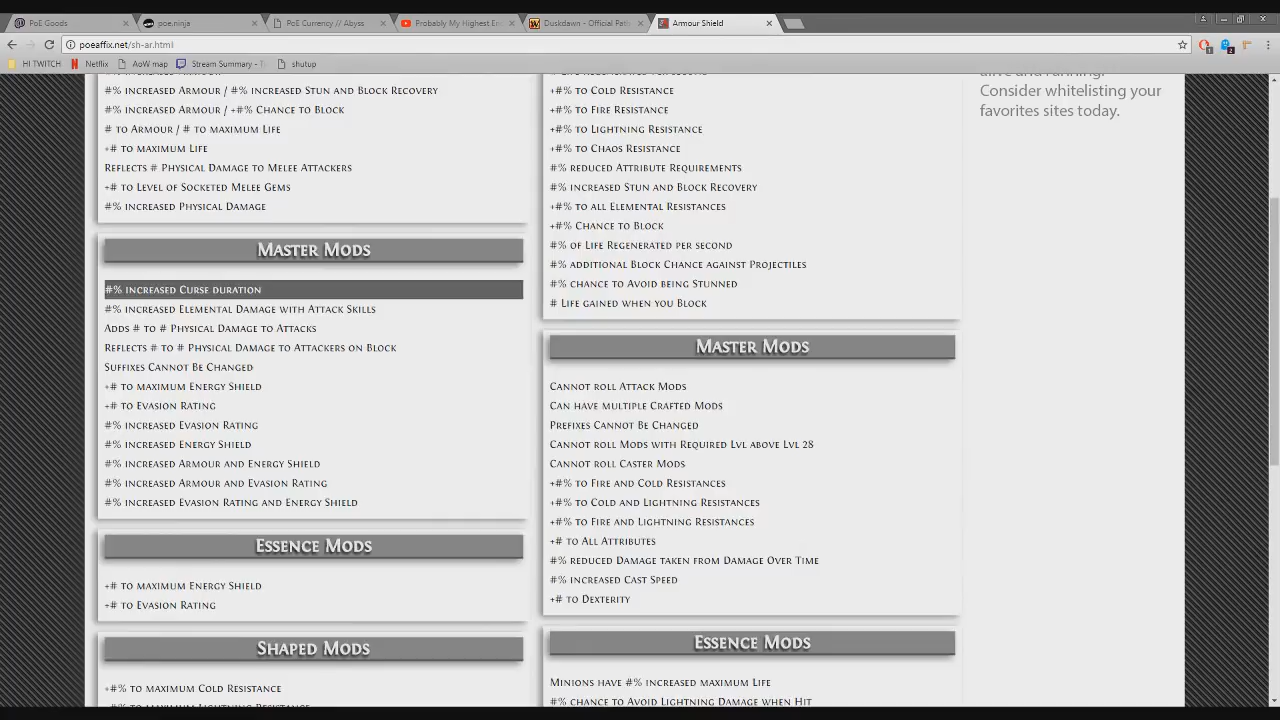 PoE Goods
poe.ninja
PoE Currency // Abyss
Probably My Highest En
Duskdawn - Official Path
Armour Shield
poeaffix.net/sh-ar.html
HI TWITCH
Netflix
AoW map
Stream Summary - T
shutup
#% increased Armour / #% increased Stun and Block Recovery
#% increased Armour / +#% Chance to Block
# to Armour / # to maximum Life
+# to maximum Life
Reflects # Physical Damage to Melee Attackers
+# to Level of Socketed Melee Gems
#% increased Physical Damage
Master Mods
#% increased Curse duration
#% increased Elemental Damage with Attack Skills
Adds # to # Physical Damage to Attacks
Reflects # to # Physical Damage to Attackers on Block
Suffixes Cannot Be Changed
+# to maximum Energy Shield
+# to Evasion Rating
#% increased Evasion Rating
#% increased Energy Shield
#% increased Armour and Energy Shield
#% increased Armour and Evasion Rating
#% increased Evasion Rating and Energy Shield
Essence Mods
+# to maximum Energy Shield
+# to Evasion Rating
Shaped Mods
+#% to maximum Cold Resistance
+#% to maximum Lightning Resistance
+#% to Cold Resistance
+#% to Fire Resistance
+#% to Lightning Resistance
+#% to Chaos Resistance
#% reduced Attribute Requirements
#% increased Stun and Block Recovery
+#% to all Elemental Resistances
+#% Chance to Block
#% of Life Regenerated per second
#% additional Block Chance against Projectiles
#% chance to Avoid being Stunned
# Life gained when you Block
Master Mods
Cannot roll Attack Mods
Can have multiple Crafted Mods
Prefixes Cannot Be Changed
Cannot roll Mods with Required Lvl above Lvl 28
Cannot roll Caster Mods
+#% to Fire and Cold Resistances
+#% to Cold and Lightning Resistances
+#% to Fire and Lightning Resistances
+# to All Attributes
#% reduced Damage taken from Damage Over Time
#% increased Cast Speed
+# to Dexterity
Essence Mods
Minions have #% increased maximum Life
#% chance to Avoid Lightning Damage when Hit
alive and running.
Consider whitelisting your
favorites sites today.